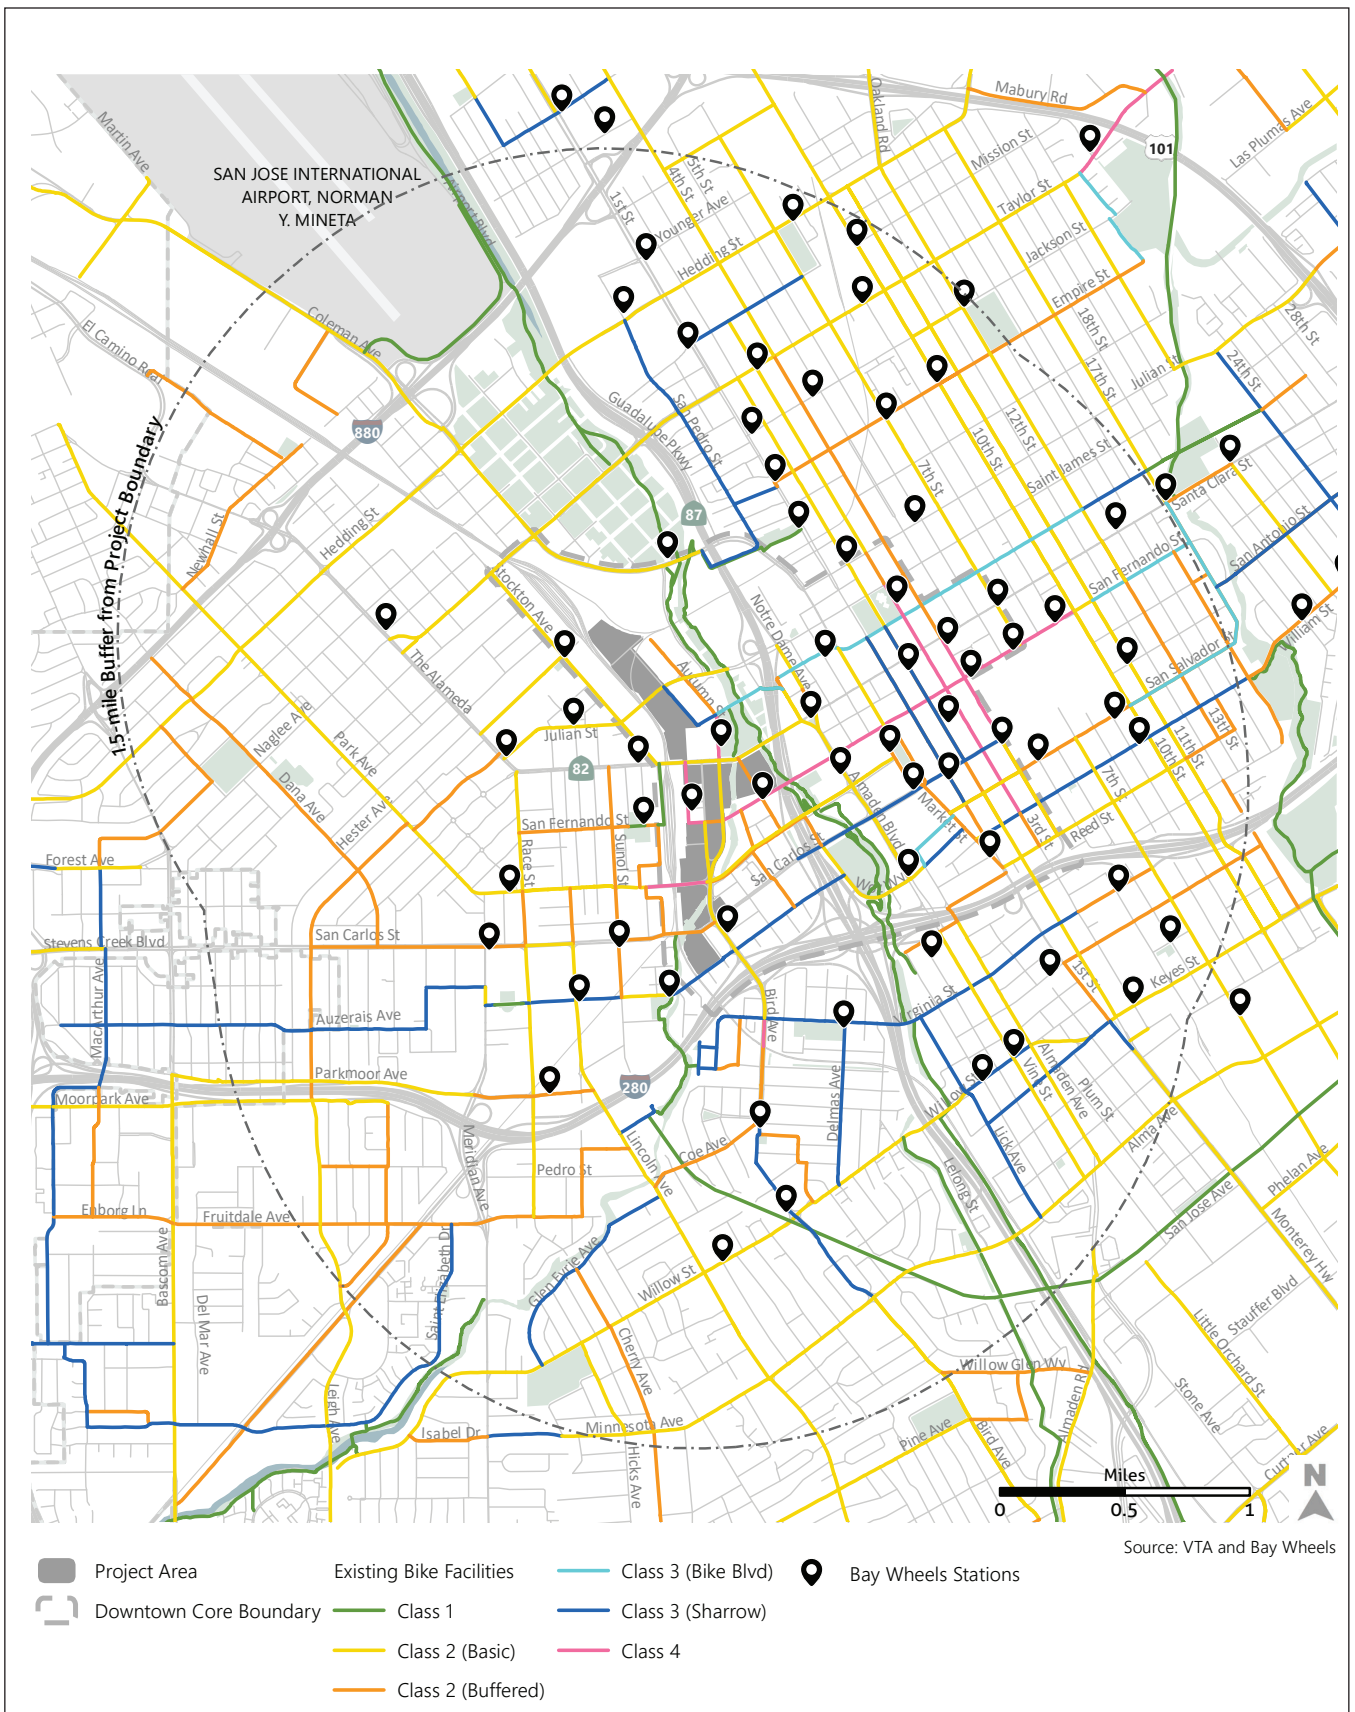 Mabury Rd
Oakland Rd
Martin Ave
Las Plumas Ave
101
Mission St
SAN JOSE INTERNATIONAL
AIRPORT, NORMAN
Y. MINETA
5th St
4th St
Airport Blvd
1st St
Younger Ave
Taylor St
Hedding St
Jackson St
Empire St
Coleman Ave
El Camino Real
18th St
17th St
28th St
Julian St
24th St
Guadalupe Pkwy
San Pedro St
880
12th St
10th St
1.5-mile Buffer from Project Boundary
7th St
Saint James St
Santa Clara St
87
Newhall St
Hedding St
San Antonio St
Stockton Ave
San Fernando St
Notre Dame Ave
William St
The Alameda
Autumn St
San Salvador St
Naglee Ave
Julian St
Park Ave
13th St
11th St
10th St
82
Dana Ave
7th St
Almaden Blvd
Market St
Hester Ave
San Fernando St
3rd St
Reed St
Race St
Sunol St
San Carlos St
Forest Ave
San Carlos St
Stevens Creek Blvd
MacArthur Ave
1st St
Keyes St
Auzerais Ave
Bird Ave
Virginia St
Parkmoor Ave
280
Moorpark Ave
Delmas Ave
Willow St
Vine St
Almaden Ave
Plum St
Alma Ave
Meridian Ave
Lincoln Ave
Coe Ave
Lick Ave
Pedro St
Lelong St
Phelan Ave
Enborg Ln
Fruitdale Ave
San Jose Ave
Monterey Hwy
Bascom Ave
Saint Elizabeth Dr
Glen Eyrie Ave
Willow St
Del Mar Ave
Cherry Ave
Little Orchard St
Stauffer Blvd
Willow Glen Wy
Leigh Ave
Almaden Rd
Stone Ave
Isabel Dr
Minnesota Ave
Pine Ave
Bird Ave
Hicks Ave
Curtner Ave
Miles
N
0
0.5
1
Source: VTA and Bay Wheels
Project Area
Downtown Core Boundary
Existing Bike Facilities
Class 1
Class 2 (Basic)
Class 2 (Buffered)
Class 3 (Bike Blvd)
Class 3 (Sharrow)
Class 4
Bay Wheels Stations